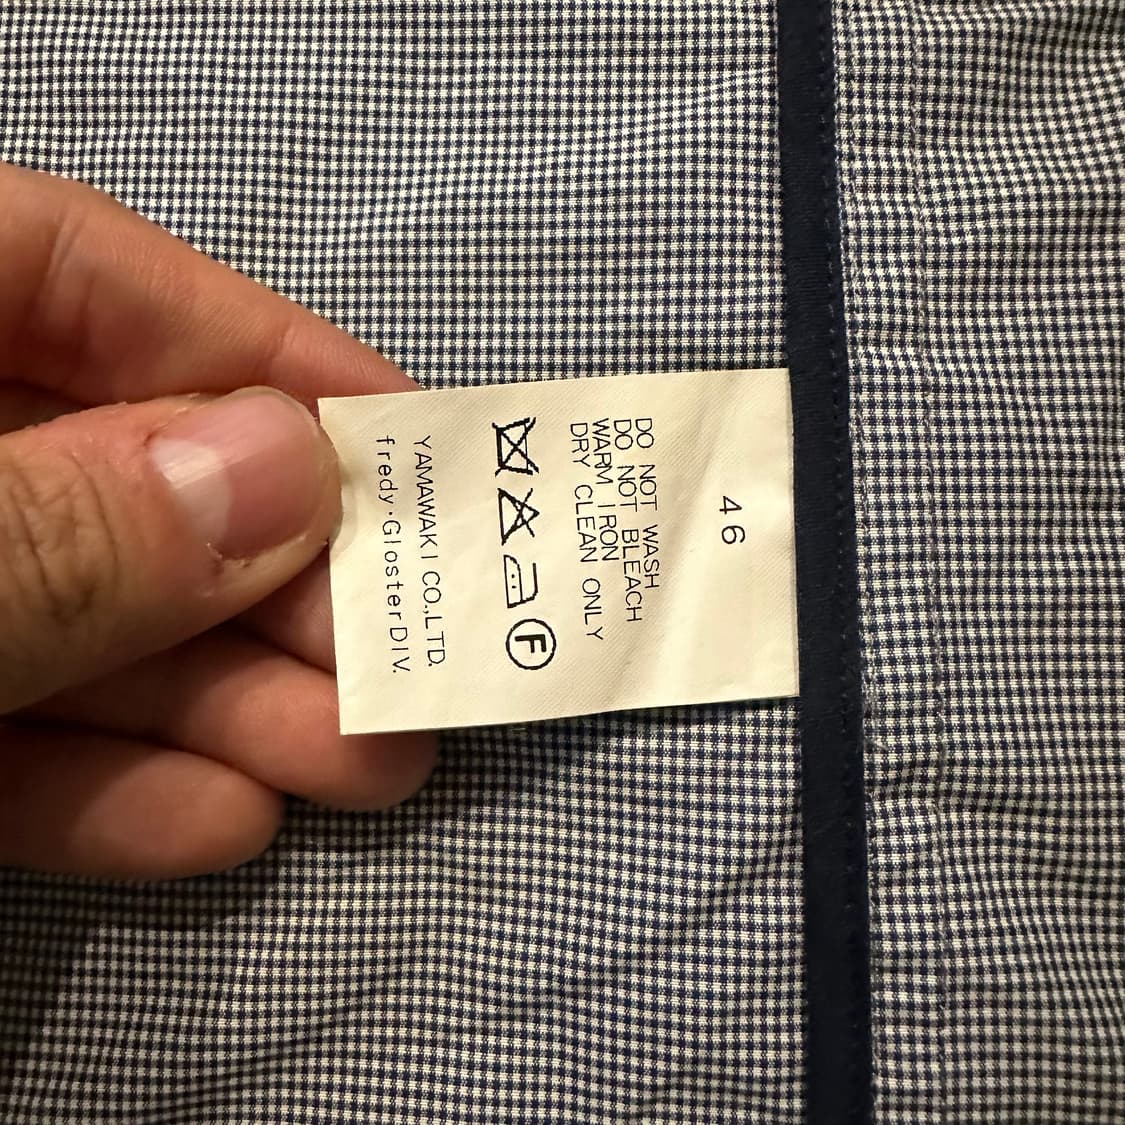 46
DO NOT WASH
DO NOT BLEACH
WARM IRON
DRY CLEAN ONLY
F
YAMAWAKI CO.,LTD.
fredy·GlosterDIV.